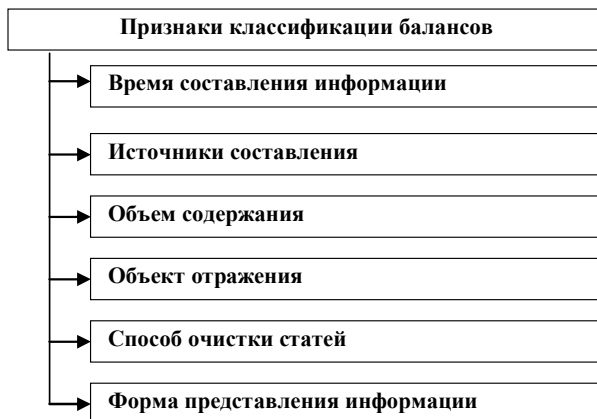 Признаки классификации балансов
Время составления информации
Источники составления
Объем содержания
Объект отражения
Способ очистки статей
Форма представления информации